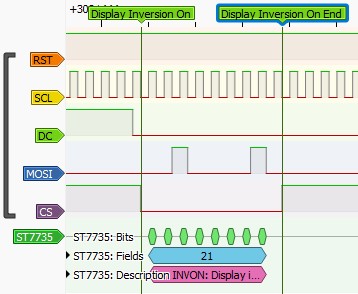 Display Inversion On
Display Inversion On End
RST
SCL
DC
MOSI
CS
ST7735
ST7735: Bits
ST7735: Fields
21
ST7735: Description
INVON: Display i...